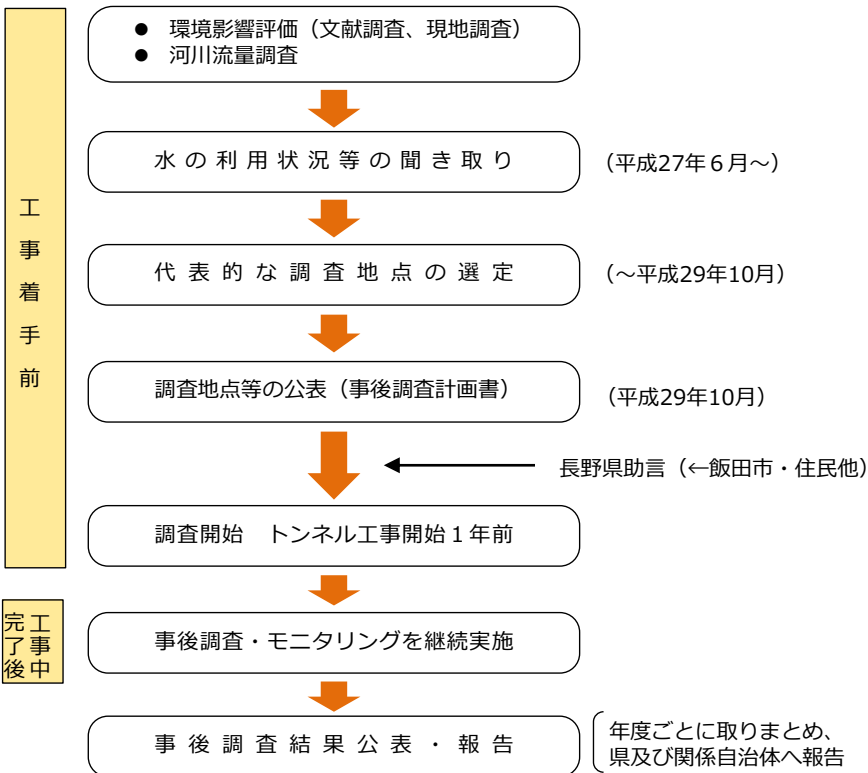 ● 環境影響評価（文献調査、現地調査）
● 河川流量調査
水の利用状況等の聞き取り
（平成27年６月～）
工事着手前
代表的な調査地点の選定
（～平成29年10月）
調査地点等の公表（事後調査計画書）
（平成29年10月）
長野県助言（←飯田市・住民他）
調査開始　トンネル工事開始１年前
工事中
完了後
事後調査・モニタリングを継続実施
事後調査結果公表・報告
年度ごとに取りまとめ、
県及び関係自治体へ報告